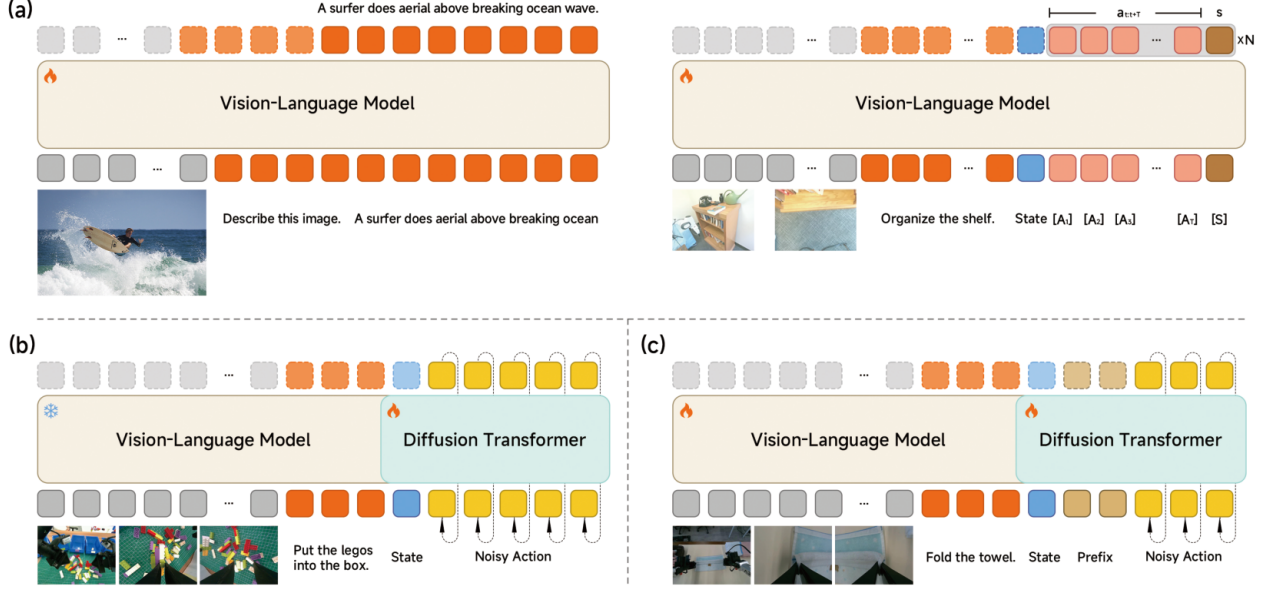 (a)
A surfer does aerial above breaking ocean wave.
a t:t+T
s
...
...
...
...
×N
Vision-Language Model
Vision-Language Model
...
...
...
...
Describe this image.
A surfer does aerial above breaking ocean
Organize the shelf.
State
[A1]
[A2]
[A3]
[AT]
[S]
(b)
(c)
...
...
Vision-Language Model
Diffusion Transformer
Vision-Language Model
Diffusion Transformer
...
...
Put the legos
into the box.
State
Noisy Action
Fold the towel.
State
Prefix
Noisy Action